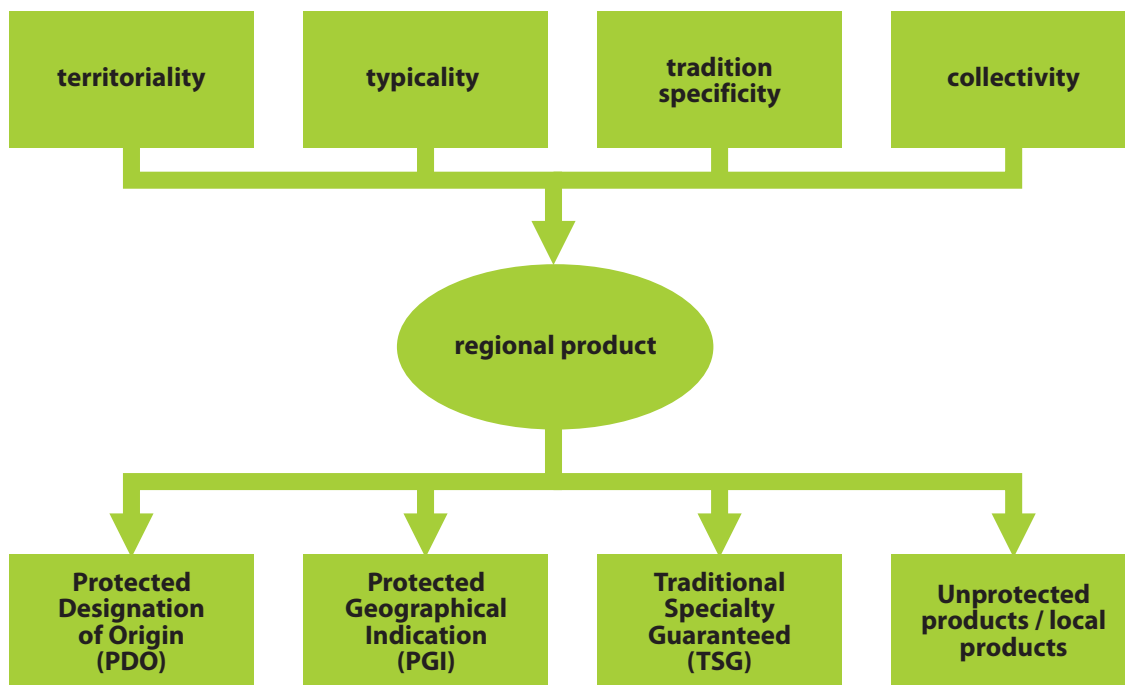 territoriality
typicality
tradition
specificity
collectivity
regional product
Protected
Designation
of Origin
(PDO)
Protected
Geographical
Indication
(PGI)
Traditional
Specialty
Guaranteed
(TSG)
Unprotected
products / local
products